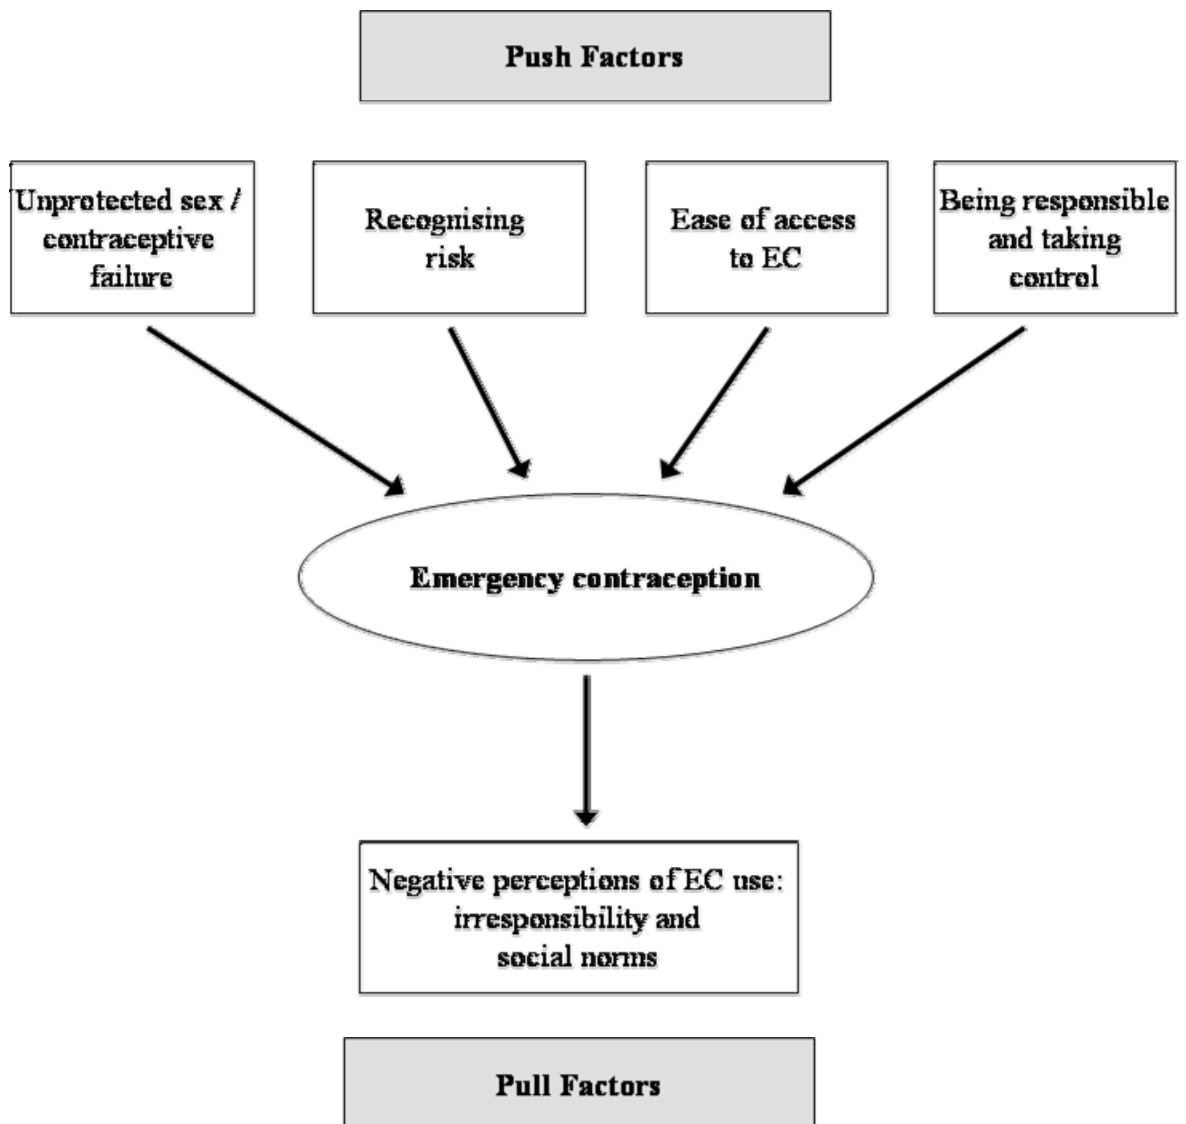 Push Factors
Unprotected sex /
contraceptive
failure
Recognising
risk
Ease of access
to EC
Being responsible
and taking
control
Emergency contraception
Negative perceptions of EC use:
irresponsibility and
social norms
Pull Factors